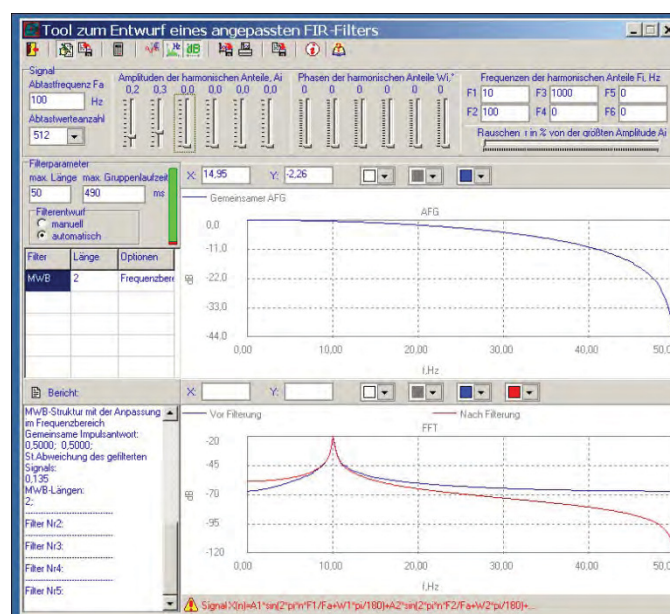 Tool zum Entwurf eines angepassten FIR-Filters
Signal
Abtastfrequenz Fa
100 Hz
Abtastwerteanzahl
512
Amplituden der harmonischen Anteile, Ai
0,2 0,3 0,0 0,0 0,0 0,0
Phasen der harmonischen Anteile Wi,°
0 0 0 0 0 0
Frequenzen der harmonischen Anteile Fi, Hz
F1 10 F3 1000 F5 0
F2 100 F4 0 F6 0
Rauschen in % von der größten Amplitude Ai
Filterparameter
max. Länge max. Gruppenlaufzeit
50 490 ms
Filterentwurf
manuell
automatisch
Filter Länge Optionen
MWB 2 Frequenzbere
X: 14,95 Y: -2,26
Gemeinsamer AFG
AFG
0,0
-11,0
-22,0
-33,0
-44,0
dB
0,00 10,00 20,00 30,00 40,00 50,0
f,Hz
Bericht:
MWB-Struktur mit der Anpassung
im Frequenzbereich
Gemeinsame Impulsantwort:
0,5000; 0,5000;
St.Abweichung des gefilterten
Signals:
0,135
MWB-Längen:
2;
Filter Nr2:
Filter Nr3:
Filter Nr4:
Filter Nr5:
X: Y:
Vor Filterung Nach Filterung
FFT
-20
-45
-70
-95
-120
dB
0,00 10,00 20,00 30,00 40,00 50,0
f,Hz
Signal:X(n)=A1*sin(2*pi*n*F1/Fa+W1*pi/180)+A2*sin(2*pi*n*F2/Fa+W2*pi/180)+...